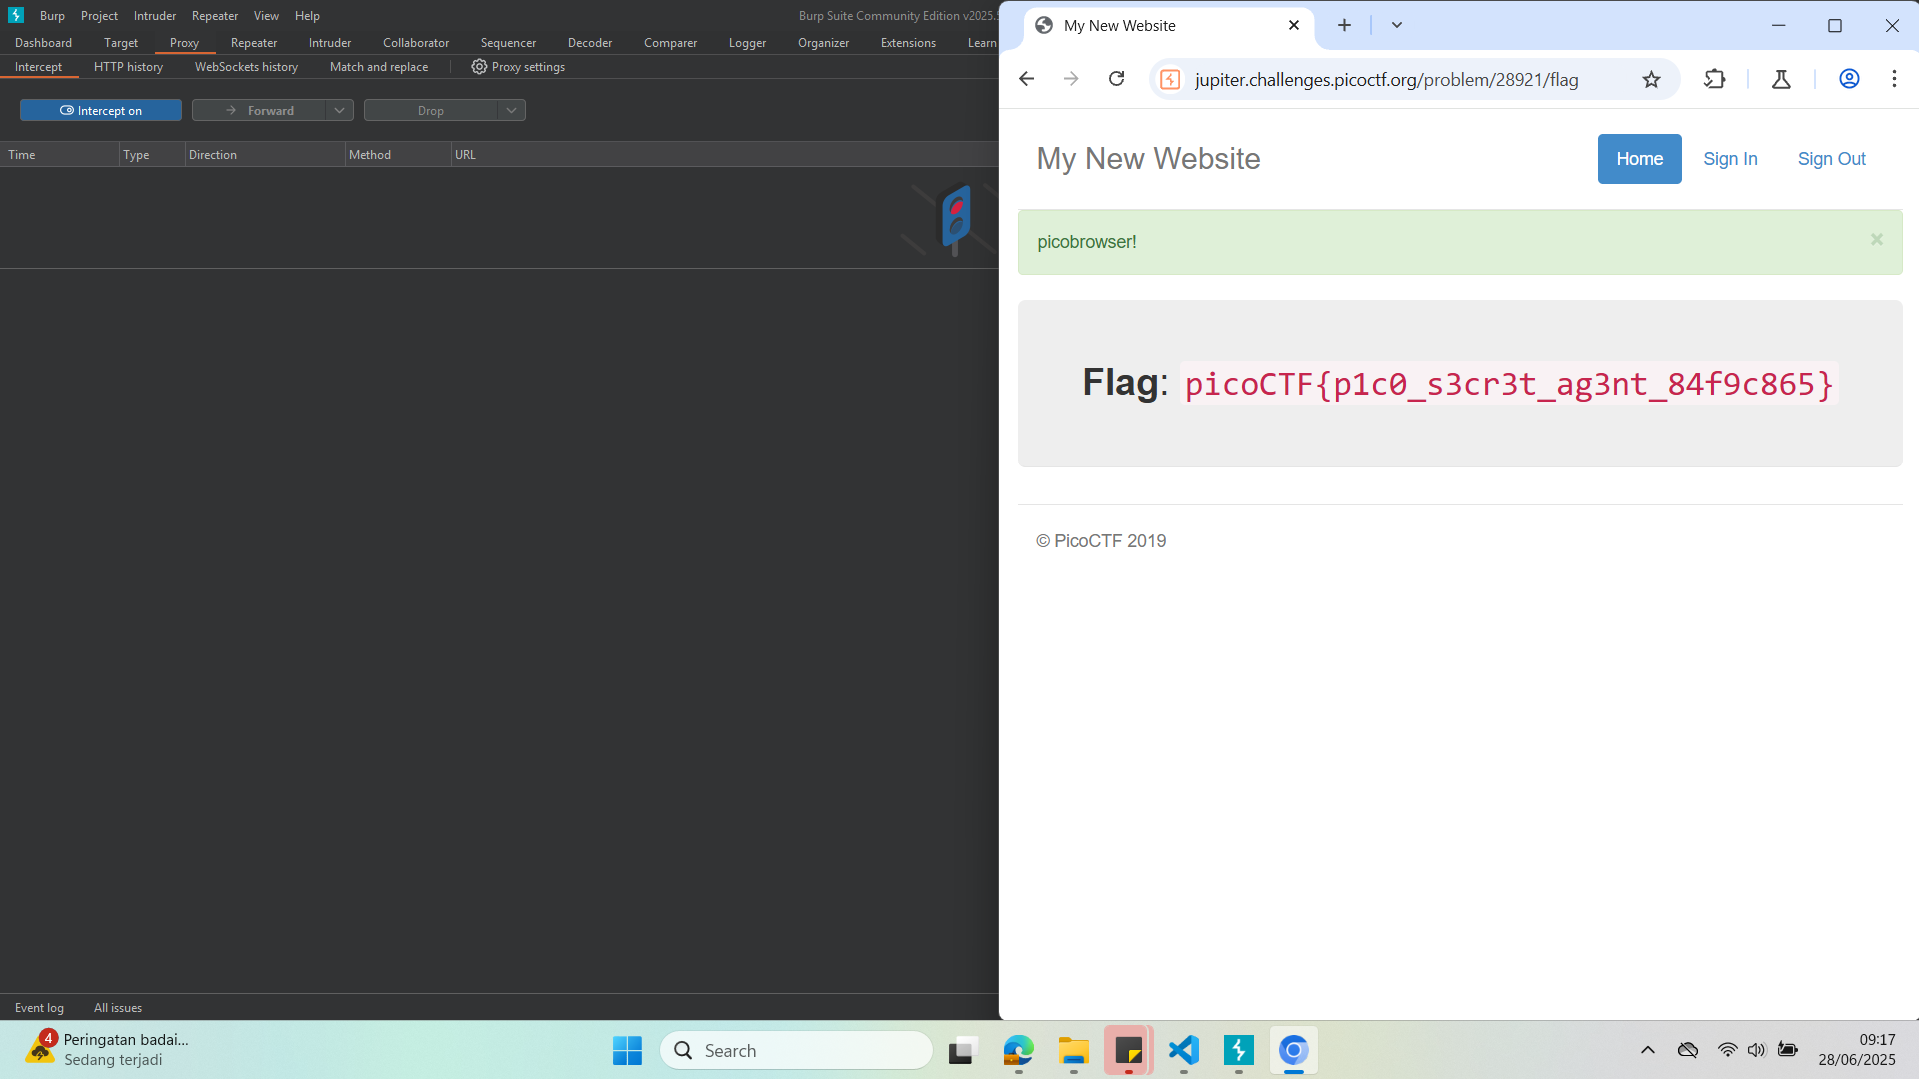 Burp Project Intruder Repeater View Help Burp Suite Community Edition v2025.
Dashboard Target Proxy Repeater Intruder Collaborator Sequencer Decoder Comparer Logger Organizer Extensions Learn
Intercept HTTP history WebSockets history Match and replace Proxy settings
Intercept on Forward Drop
Time Type Direction Method URL
Event log All issues
My New Website
jupiter.challenges.picoctf.org/problem/28921/flag
My New Website Home Sign In Sign Out
picobrowser! ×
Flag: picoCTF{p1c0_s3cr3t_ag3nt_84f9c865}
© PicoCTF 2019
4
Peringatan badai...
Sedang terjadi
Search
09:17
28/06/2025